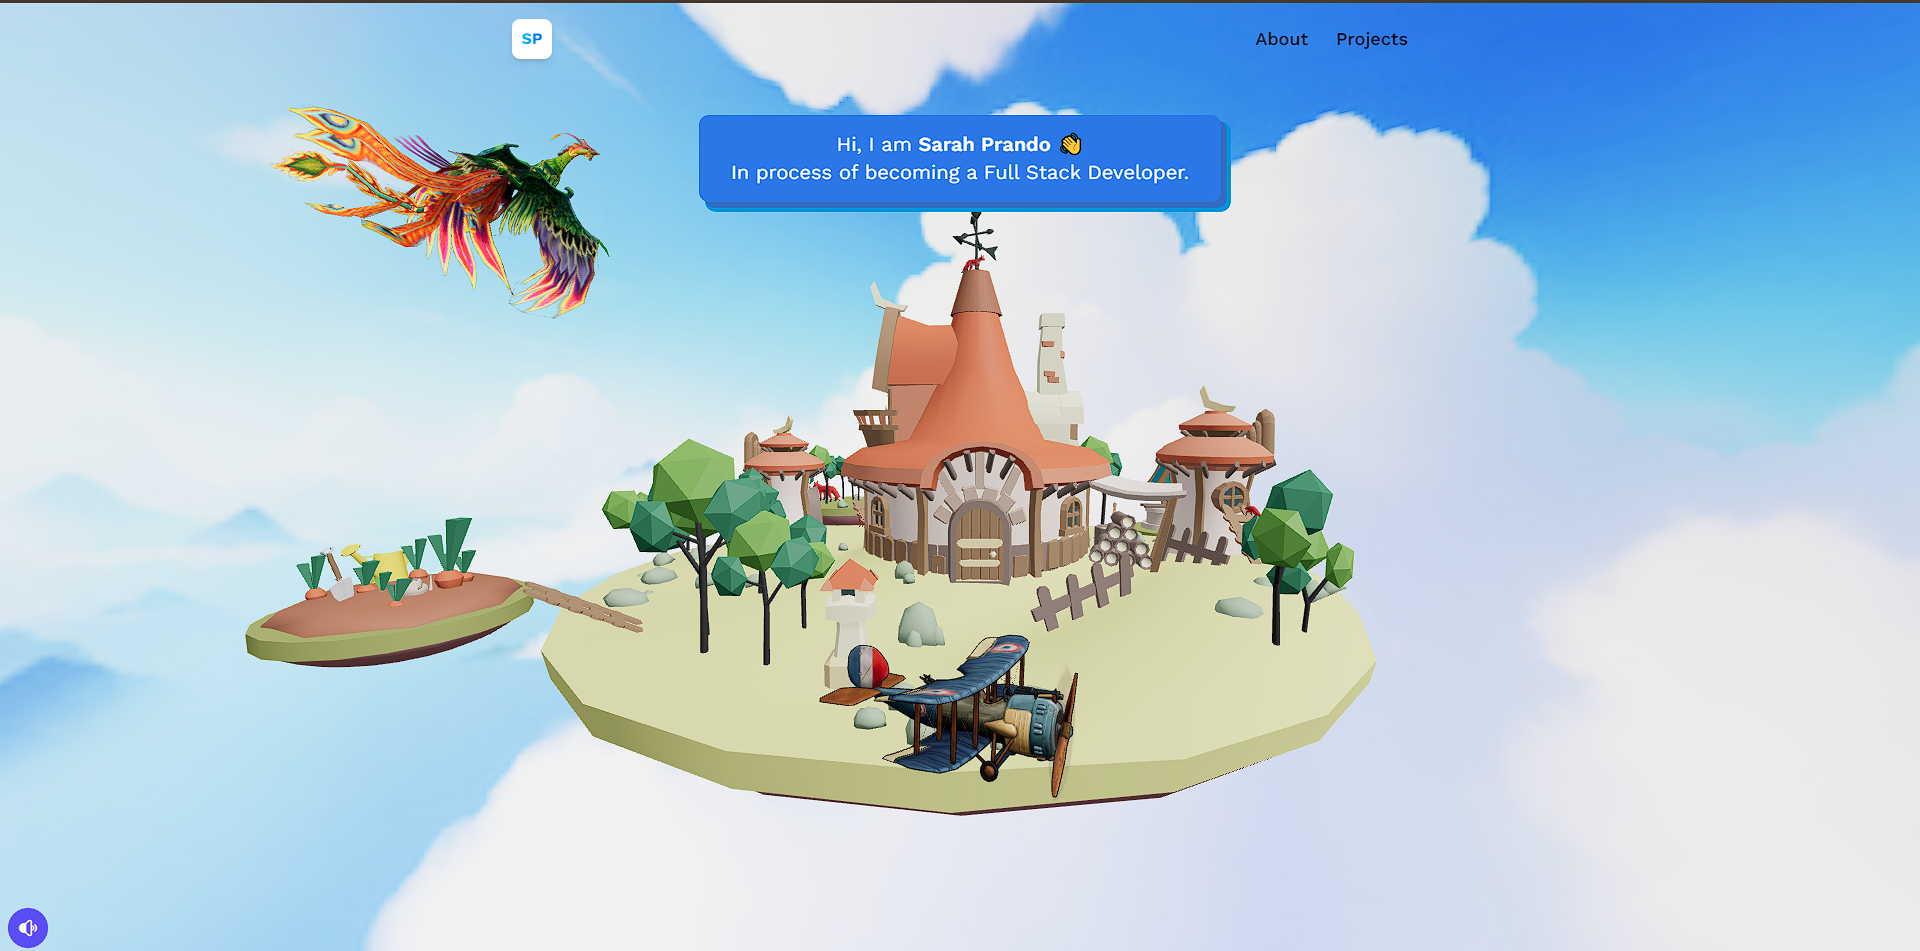 SP
About Projects
Hi, I am Sarah Prando 👋
In process of becoming a Full Stack Developer.